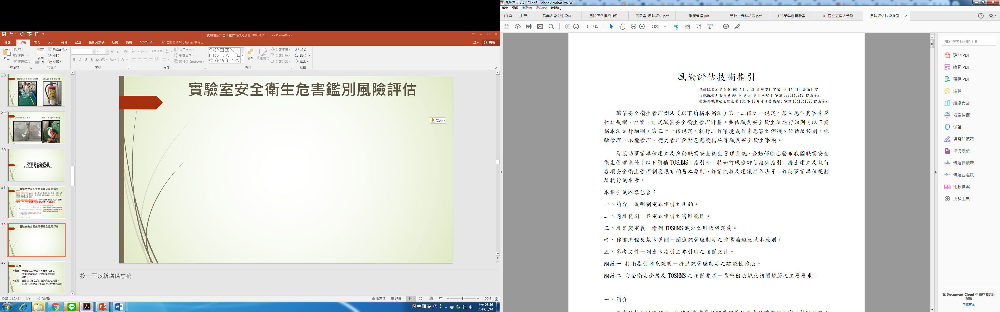 實驗場所安全衛生在職教育訓練 108.04.25.pptx - PowerPoint
檔案 常用 插入 設計 轉場 動畫 投影片放映 校閱 檢視 ACROBAT 告訴我您想要執行的動作... 登入 共用
貼上 剪下 複製 複製格式 剪貼簿
新增投影片 版面配置 重設 章節 投影片
44
B I U S abc AV Aa A 字型
文字方向 對齊文字 轉換成 SmartArt 段落
排列 快速樣式 圖案填滿 圖案外框 圖案效果 繪圖
尋找 取代 選取 編輯
28
29
30
實驗室安全衛生
危害鑑別暨風險評估
31
實驗室安全衛生危害鑑別風險評估
32
實驗室安全衛生危害鑑別風險評估
33
定義
實驗室安全衛生危害鑑別風險評估
(Ctrl)
按一下以新增備忘稿
投影片 32/ 64 中文 (台灣) 備忘稿 註解 100%
上午 08:56
2019/5/14
風險評估技術指引.pdf - Adobe Acrobat Pro DC
檔案 編輯 檢視(V) 視窗(W) 說明(H)
首頁 工具 職業安全衛生設施... 風險評估撰寫指引... 儀器室-風險評估.pdf 承攬管理.pdf 學校自我檢核表.pdf 106學年度實驗室... 01.國立臺南大學職... 風險評估技術指引.... 登入
1 / 31 125%
風險評估技術指引
行政院勞工委員會 98 年1 月21 日勞安1 字第0980145019 號函訂定
行政院勞工委員會 99 年 9 月 9 日勞安 1 字第 0990146242 號函修正
勞動部職業安全衛生署 104 年 12 月 4 日勞職綜 1 字第 1041041628 號函修正
職業安全衛生管理辦法（以下簡稱本辦法）第十二條之一規定，雇主應依其事業單
位之規模、性質，訂定職業安全衛生管理計畫，並依職業安全衛生法施行細則（以下簡
稱本法施行細則）第三十一條規定，執行工作環境或作業危害之辨識、評估及控制、採
購管理、承攬管理、變更管理與緊急應變措施等職業安全衛生事項。
為協助事業單位建立及推動職業安全衛生管理系統，勞動部除已發布我國職業安全
衛生管理系統（以下簡稱 TOSHMS）指引外，特研訂風險評估技術指引，提出建立及執行
各項安全衛生管理制度應有的基本原則、作業流程及建議性作法等，作為事業單位規劃
及執行的參考。
本指引的內容包含：
一、簡介－說明制定本指引之目的。
二、適用範圍－界定本指引之適用範圍。
三、用語與定義－增列 TOSHMS 額外之用語與定義。
四、作業流程及基本原則－闡述該管理制度之作業流程及基本原則，
五、參考文件－列出本指引主要引用之相關文件。
附錄一 技術指引補充說明－提供該管理制度之建議性作法。
附錄二 安全衛生法規及 TOSHMS 之相關要求－彙整出法規及相關規範之主要要求。
一、簡介
在這裡尋找您的工具
建立 PDF
編輯 PDF
轉存 PDF
注釋
組織頁面
增強掃描
保護
填寫和簽署
準備表格
傳送供簽署
傳送並追蹤
比較檔案
更多工具
在 Document Cloud 中儲存和共用
檔案
了解更多